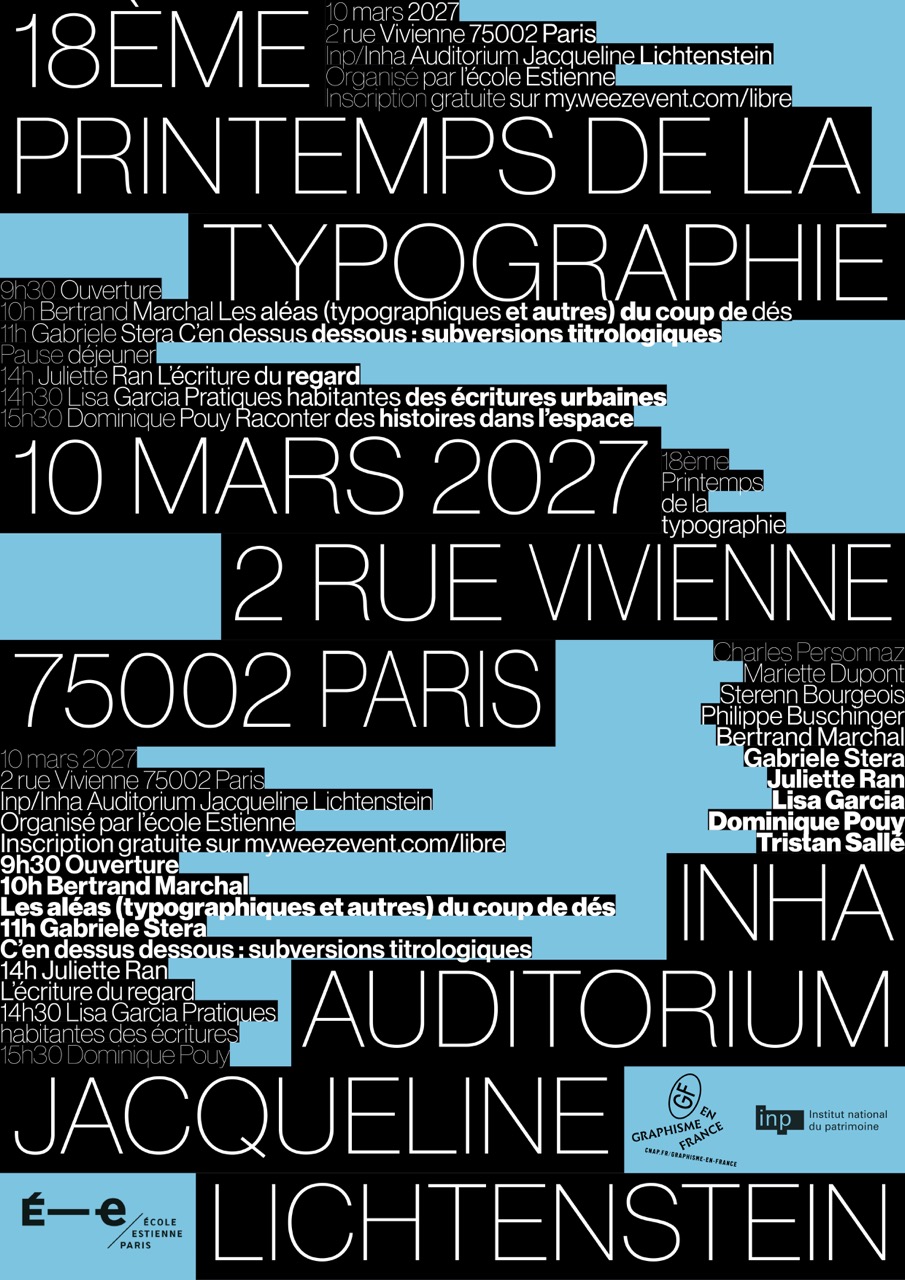 18ÈME
10 mars 2027
2 rue Vivienne 75002 Paris
Inp/Inha Auditorium Jacqueline Lichtenstein
Organisé par l’école Estienne
Inscription gratuite sur my.weezevent.com/libre
PRINTEMPS DE LA
TYPOGRAPHIE
9h30 Ouverture
10h Bertrand Marchal Les aléas (typographiques et autres) du coup de dés
11h Gabriele Stera C’en dessus dessous : subversions titrologiques
Pause déjeuner
14h Juliette Ran L’écriture du regard
14h30 Lisa Garcia Pratiques habitantes des écritures urbaines
15h30 Dominique Pouy Raconter des histoires dans l’espace
10 MARS 2027
18ème
Printemps
de la
typographie
2 RUE VIVIENNE
75002 PARIS
Charles Personnaz
Mariette Dupont
Sterenn Bourgeois
Philippe Buschinger
Bertrand Marchal
Gabriele Stera
Juliette Ran
Lisa Garcia
Dominique Pouy
Tristan Sallé
10 mars 2027
2 rue Vivienne 75002 Paris
Inp/Inha Auditorium Jacqueline Lichtenstein
Organisé par l’école Estienne
Inscription gratuite sur my.weezevent.com/libre
9h30 Ouverture
10h Bertrand Marchal
Les aléas (typographiques et autres) du coup de dés
11h Gabriele Stera
C’en dessus dessous : subversions titrologiques
14h Juliette Ran
L’écriture du regard
14h30 Lisa Garcia Pratiques
habitantes des écritures
15h30 Dominique Pouy
INHA
AUDITORIUM
JACQUELINE
GF
GRAPHISME EN
FRANCE
CNAP.FR/GRAPHISME-EN-FRANCE
inp
Institut national
du patrimoine
É—e
ÉCOLE
ESTIENNE
PARIS
LICHTENSTEIN